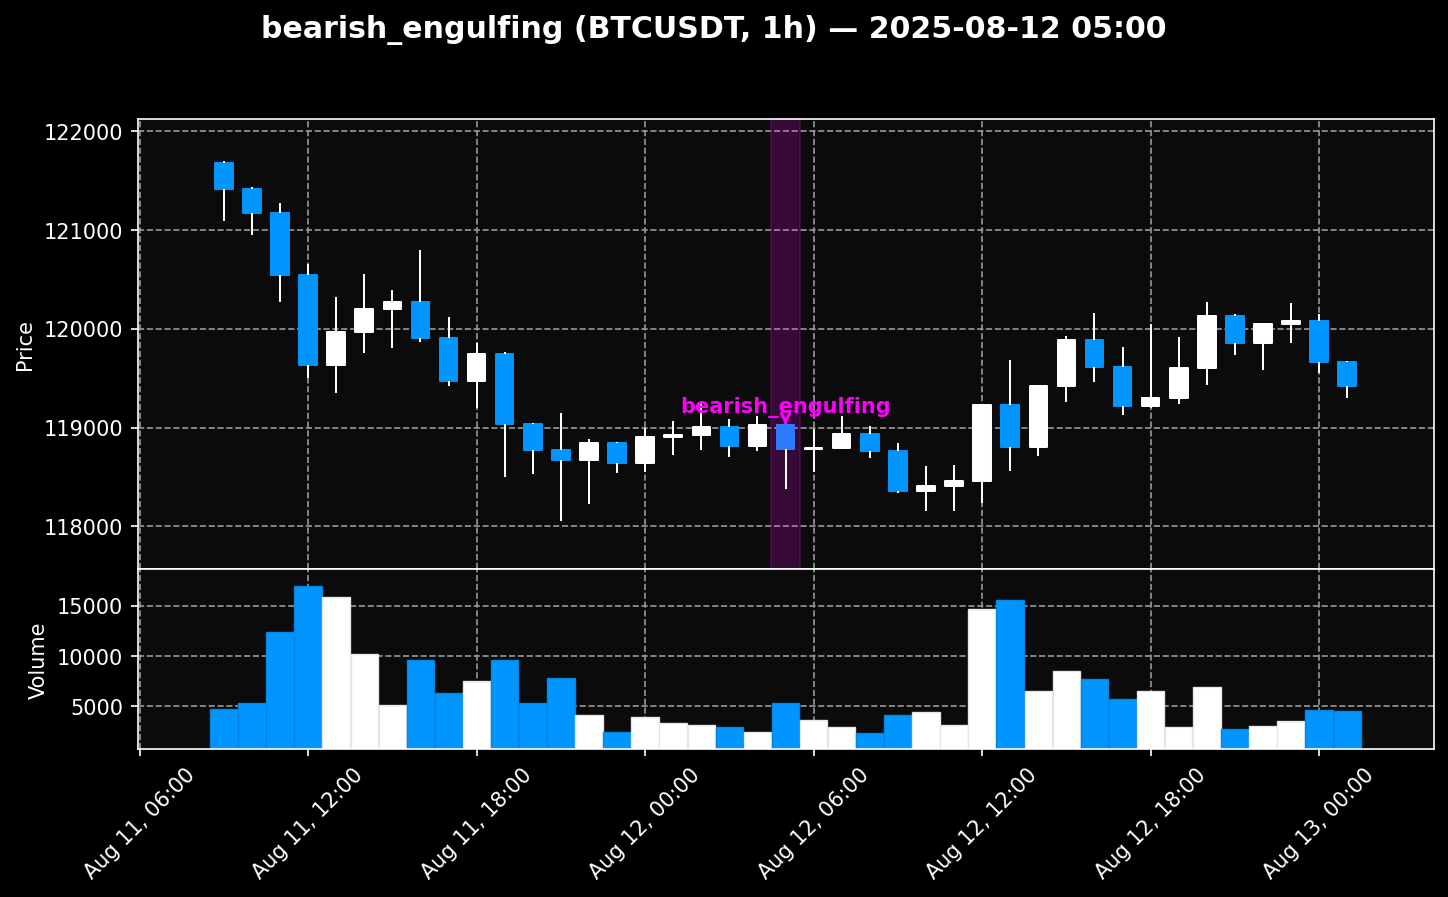 bearish_engulfing (BTCUSDT, 1h) — 2025-08-12 05:00
122000
121000
120000
119000
118000
Price
bearish_engulfing
15000
10000
5000
Volume
Aug 11, 06:00
Aug 11, 12:00
Aug 11, 18:00
Aug 12, 00:00
Aug 12, 06:00
Aug 12, 12:00
Aug 12, 18:00
Aug 13, 00:00